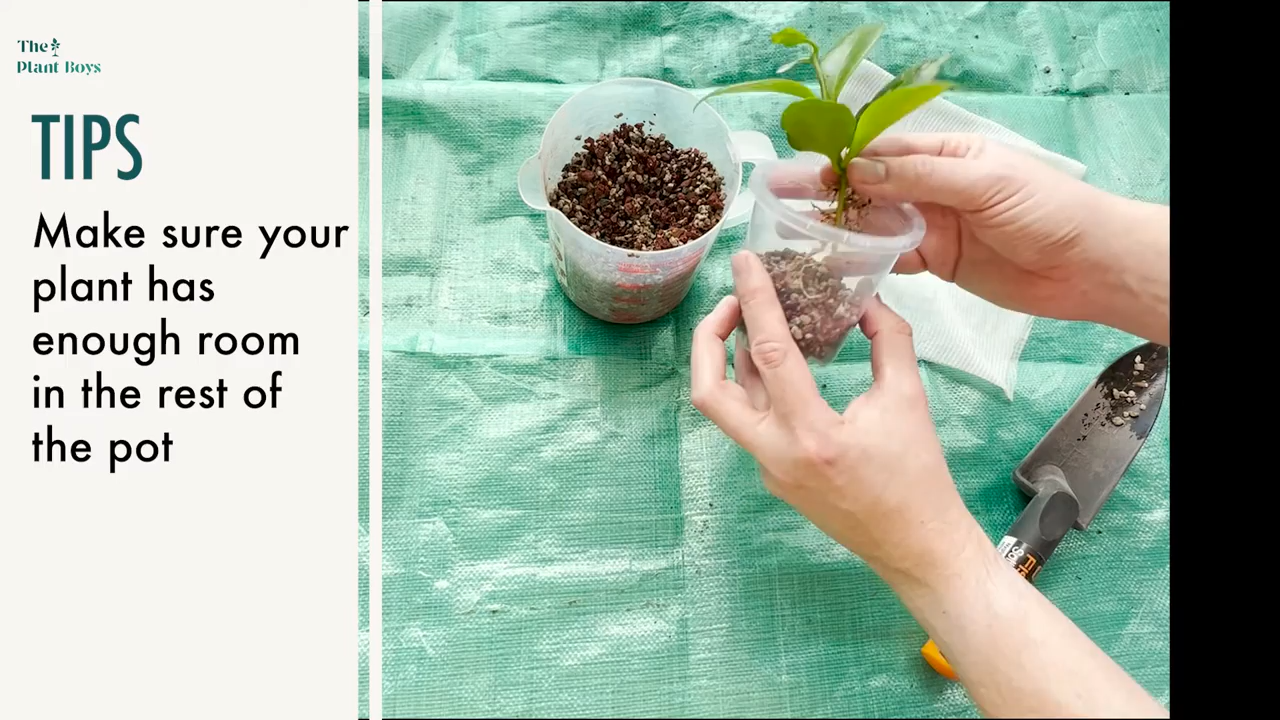 The
Plant Boys
TIPS
Make sure your
plant has
enough room
in the rest of
the pot